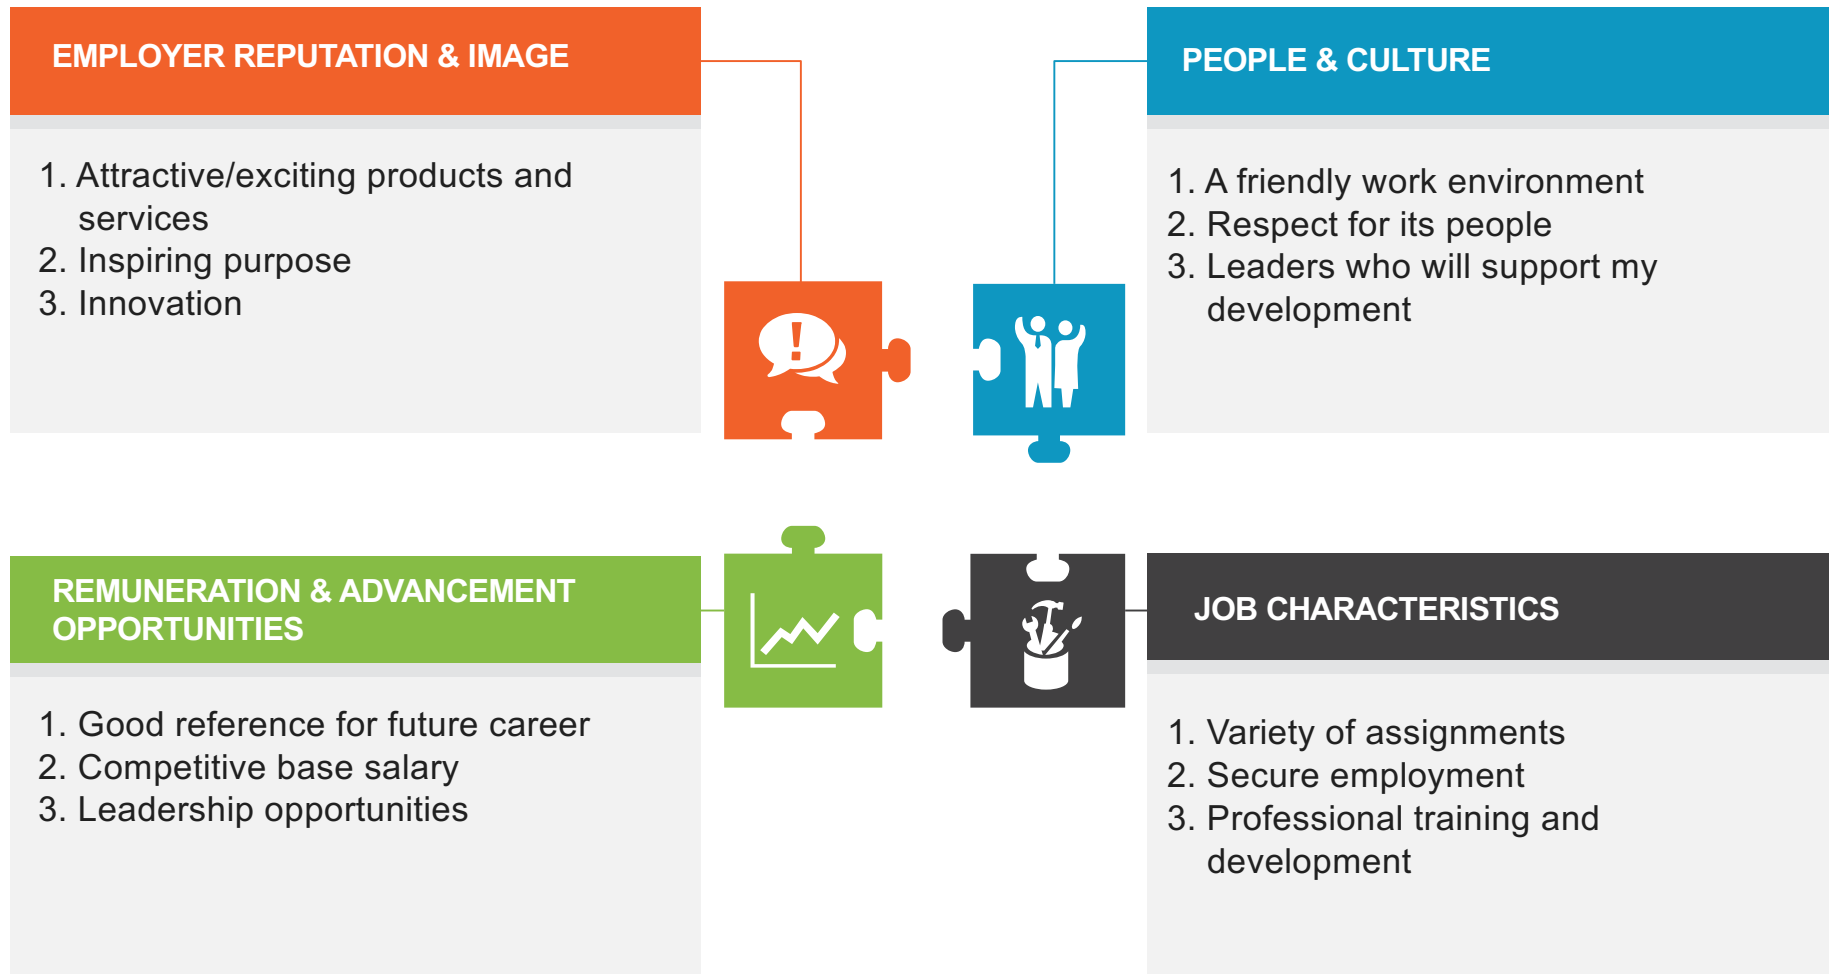 EMPLOYER REPUTATION & IMAGE
1. Attractive/exciting products and
services
2. Inspiring purpose
3. Innovation
PEOPLE & CULTURE
1. A friendly work environment
2. Respect for its people
3. Leaders who will support my
development
!
REMUNERATION & ADVANCEMENT
OPPORTUNITIES
1. Good reference for future career
2. Competitive base salary
3. Leadership opportunities
JOB CHARACTERISTICS
1. Variety of assignments
2. Secure employment
3. Professional training and
development